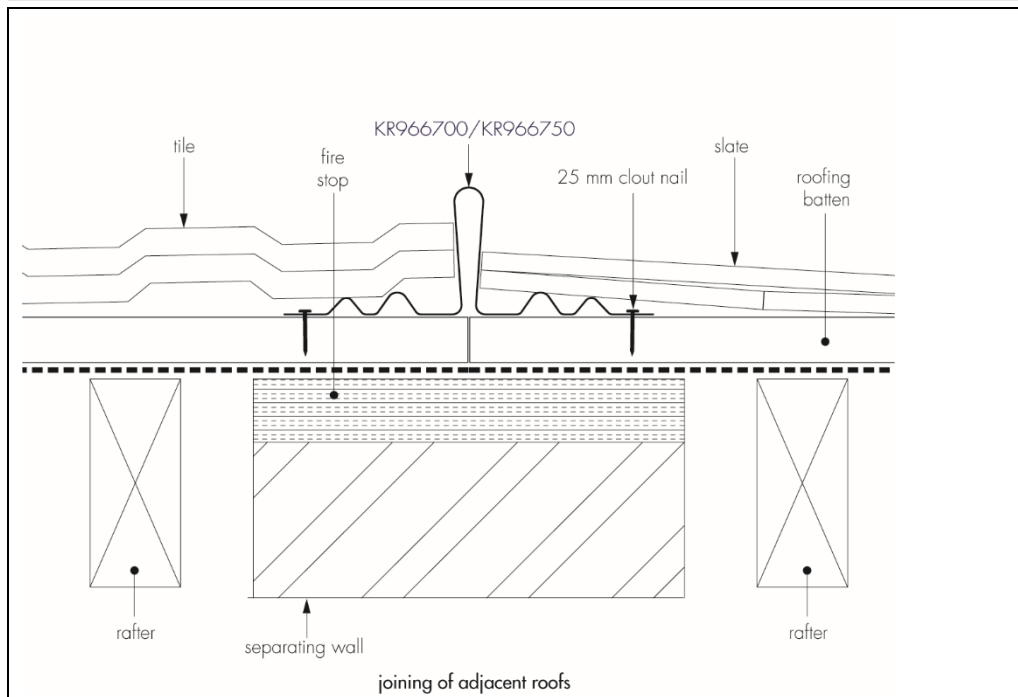 KR966700/KR966750
tile
fire
stop
25 mm clout nail
slate
roofing
batten
rafter
separating wall
rafter
joining of adjacent roofs